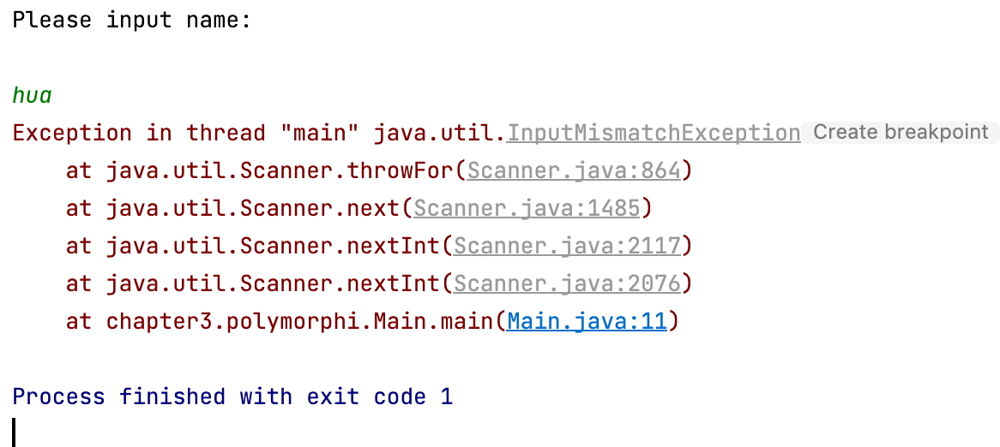 Please input name:
hua
Exception in thread "main" java.util.InputMismatchException Create breakpoint
at java.util.Scanner.throwFor(Scanner.java:864)
at java.util.Scanner.next(Scanner.java:1485)
at java.util.Scanner.nextInt(Scanner.java:2117)
at java.util.Scanner.nextInt(Scanner.java:2076)
at chapter3.polymorphi.Main.main(Main.java:11)
Process finished with exit code 1